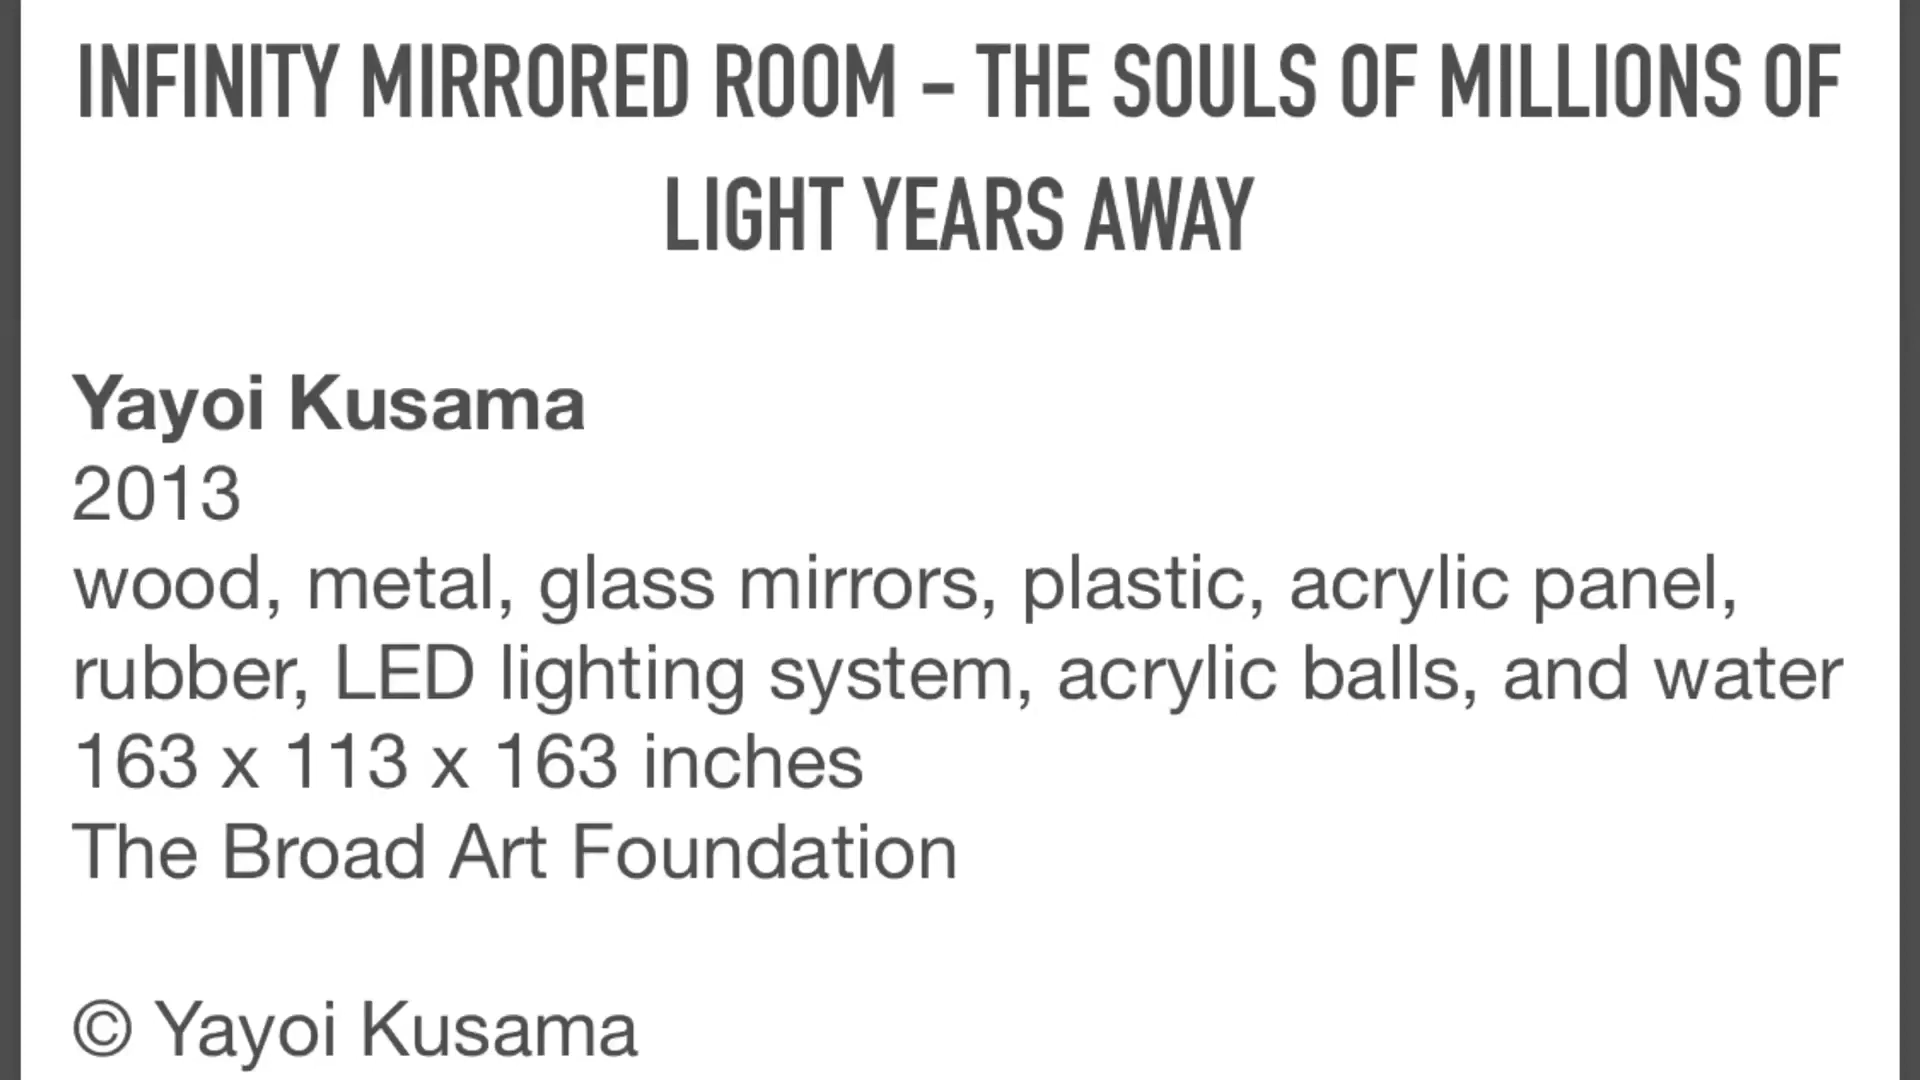 INFINITY MIRRORED ROOM - THE SOULS OF MILLIONS OF
LIGHT YEARS AWAY
Yayoi Kusama
2013
wood, metal, glass mirrors, plastic, acrylic panel,
rubber, LED lighting system, acrylic balls, and water
163 x 113 x 163 inches
The Broad Art Foundation
© Yayoi Kusama